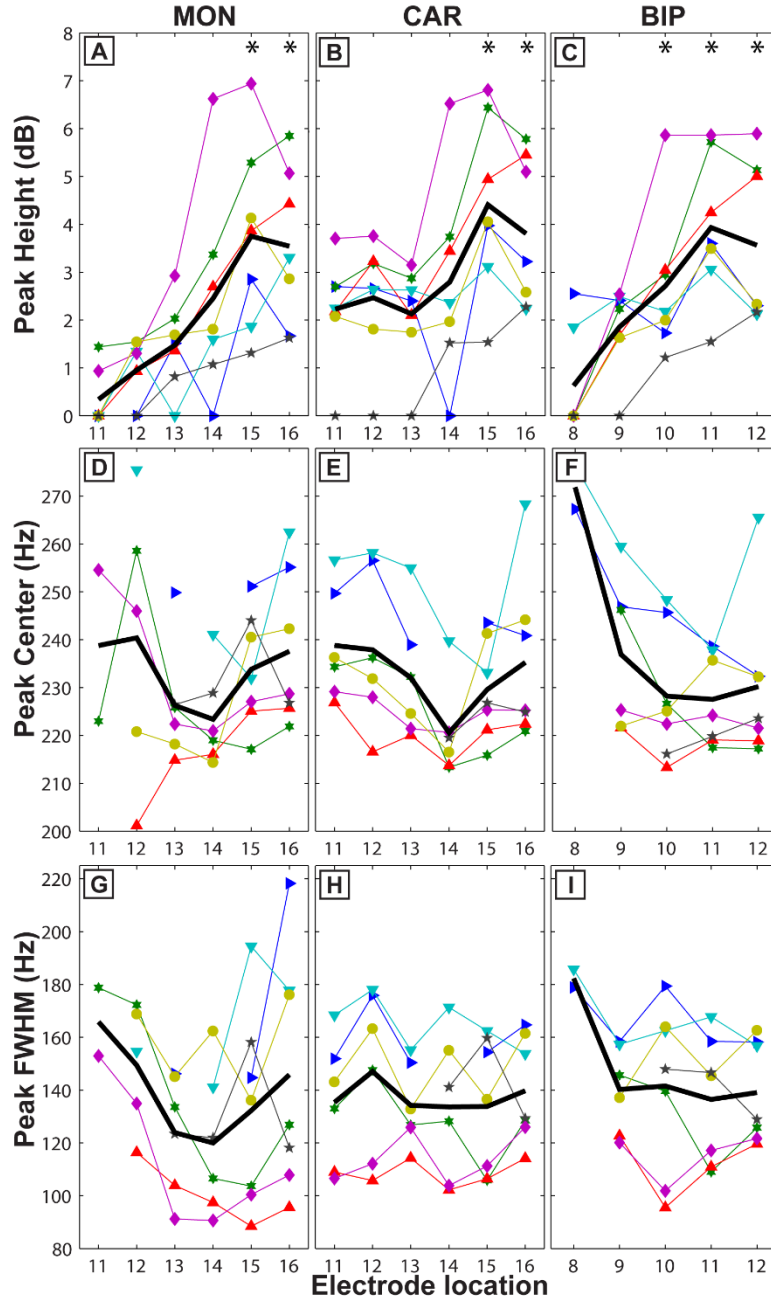 MON CAR BIP
Peak Height (dB)
8
7
6
5
4
3
2
1
0
A * *
B * *
C * * *
11 12 13 14 15 16
11 12 13 14 15 16
8 9 10 11 12
Peak Center (Hz)
270
260
250
240
230
220
210
200
D
E
F
11 12 13 14 15 16
11 12 13 14 15 16
8 9 10 11 12
Peak FWHM (Hz)
220
200
180
160
140
120
100
80
G
H
I
11 12 13 14 15 16
11 12 13 14 15 16
8 9 10 11 12
Electrode location